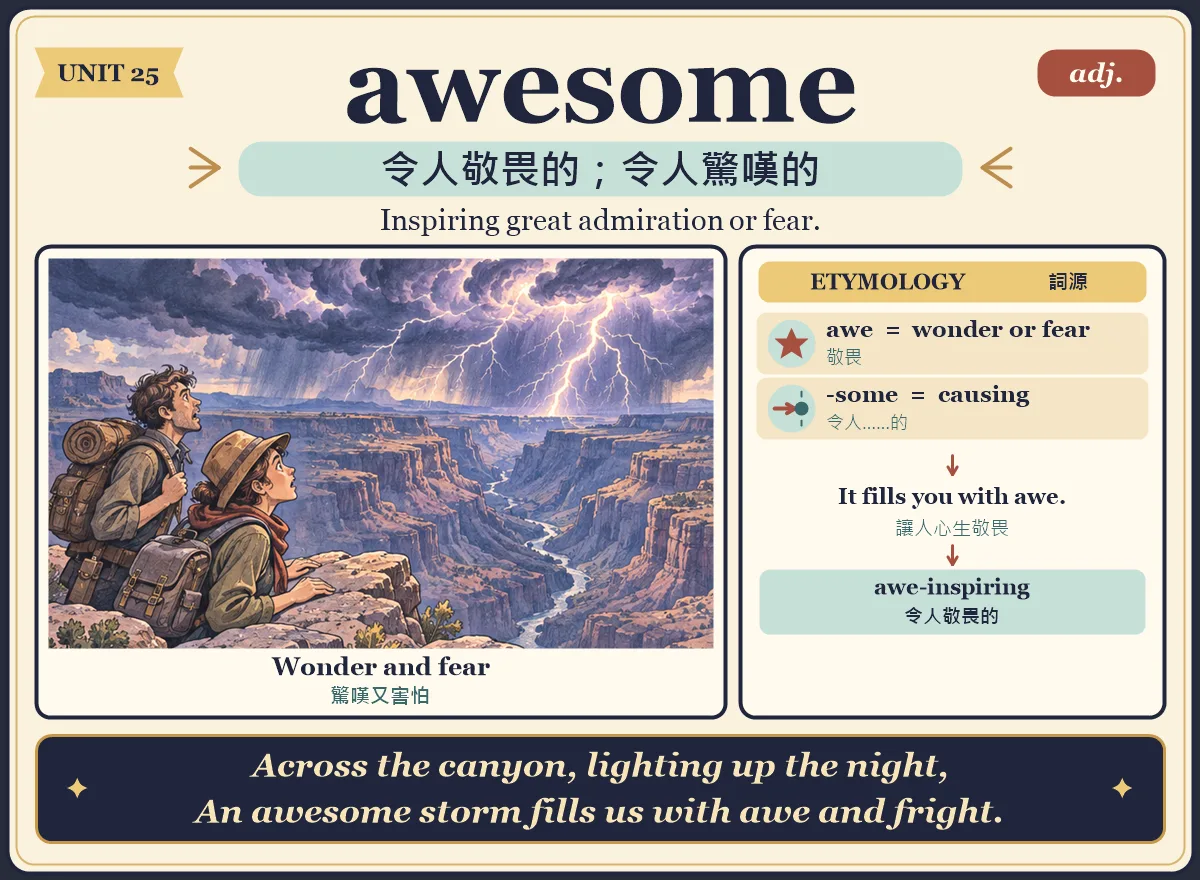 UNIT 25
awesome
adj.
令人敬畏的；令人驚嘆的
Inspiring great admiration or fear.
Wonder and fear
驚嘆又害怕
ETYMOLOGY 詞源
awe = wonder or fear
敬畏
-some = causing
令人……的
It fills you with awe.
讓人心生敬畏
awe-inspiring
令人敬畏的
Across the canyon, lighting up the night,
An awesome storm fills us with awe and fright.